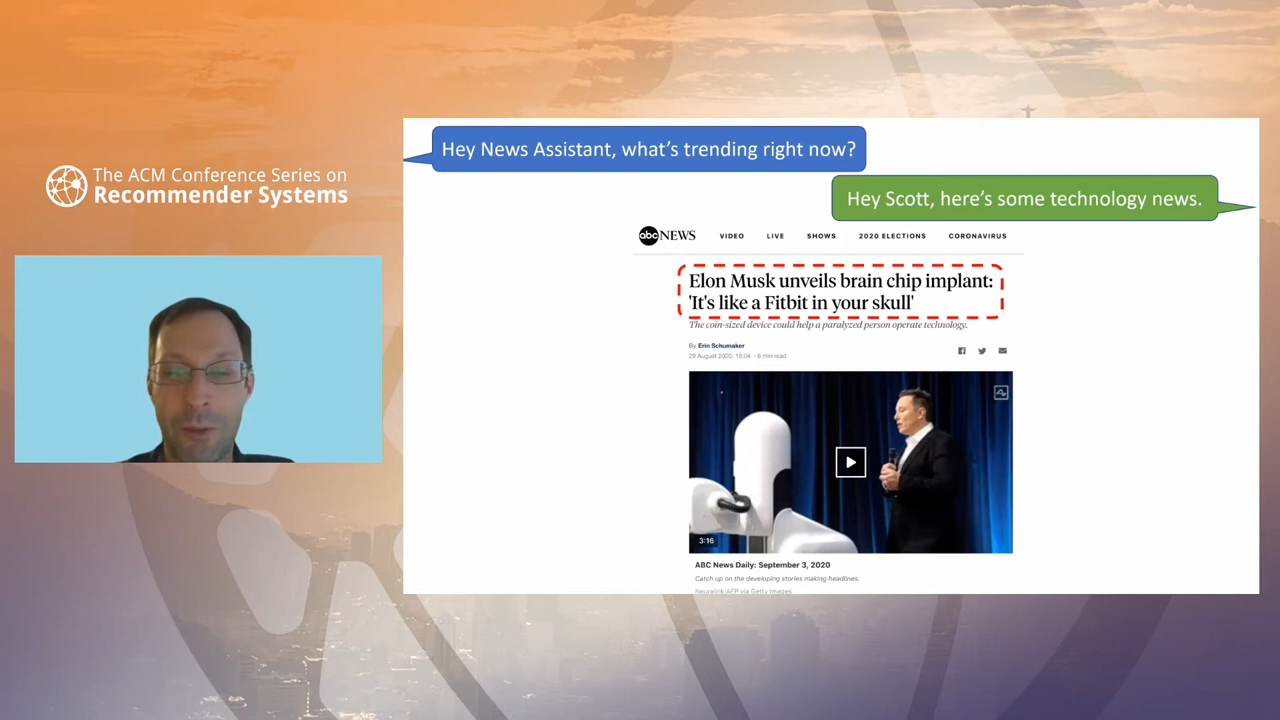 The ACM Conference Series on
Recommender Systems
Hey News Assistant, what's trending right now?
Hey Scott, here's some technology news.
abc NEWS VIDEO LIVE SHOWS 2020 ELECTIONS CORONAVIRUS
Elon Musk unveils brain chip implant:
'It's like a Fitbit in your skull'
The coin-sized device could help a paralyzed person operate technology.
By Erin Schumaker
29 August 2020, 18:04 • 6 min read
3:16
ABC News Daily: September 3, 2020
Catch up on the developing stories making headlines.
Neuralink/AFP via Getty Images